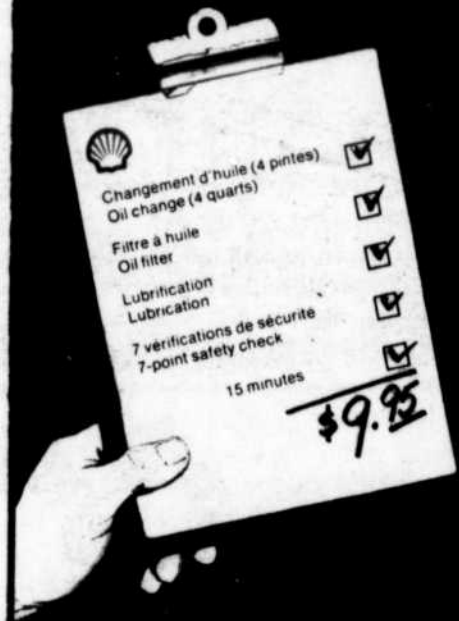 Changement d'huile (4 pintes)
Oil change (4 quarts)
Filtre à huile
Oil filter
Lubrification
Lubrication
7 vérifications de sécurité
7-point safety check
15 minutes
$9.95